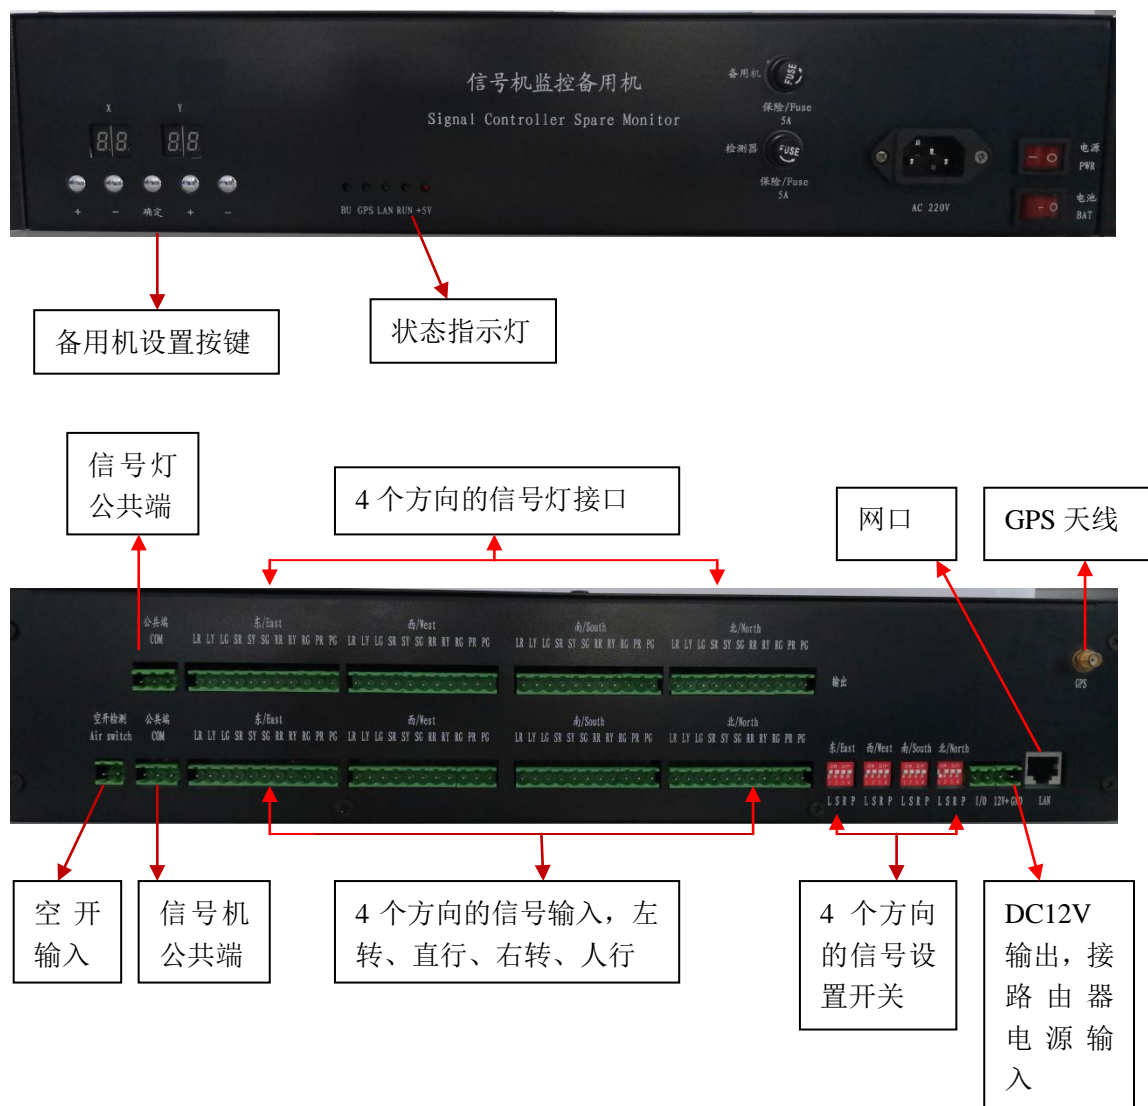 信号机监控备用机
Signal Controller Spare Monitor
X Y
+ - 确定 + -
BU GPS LAN RUN +5V
备用机
FUSE
保险/Fuse
5A
检测器
FUSE
保险/Fuse
5A
AC 220V
电源
PWR
电池
BAT
备用机设置按键
状态指示灯
信号灯
公共端
4 个方向的信号灯接口
网口
GPS 天线
公共端
COM
东/East
LR LY LG SR SY SG RR RY RG PR PG
西/West
LR LY LG SR SY SG RR RY RG PR PG
南/South
LR LY LG SR SY SG RR RY RG PR PG
北/North
LR LY LG SR SY SG RR RY RG PR PG
输出
GPS
空开检测
Air switch
公共端
COM
东/East
LR LY LG SR SY SG RR RY RG PR PG
西/West
LR LY LG SR SY SG RR RY RG PR PG
南/South
LR LY LG SR SY SG RR RY RG PR PG
北/North
LR LY LG SR SY SG RR RY RG PR PG
东/East 西/West 南/South 北/North
L S R P L S R P L S R P L S R P I/O 12V+ GND LAN
空 开
输入
信号机
公共端
4 个方向的信号输入，左
转、直行、右转、人行
4 个方向
的信号设
置开关
DC12V
输出，接
路由器
电源输
入